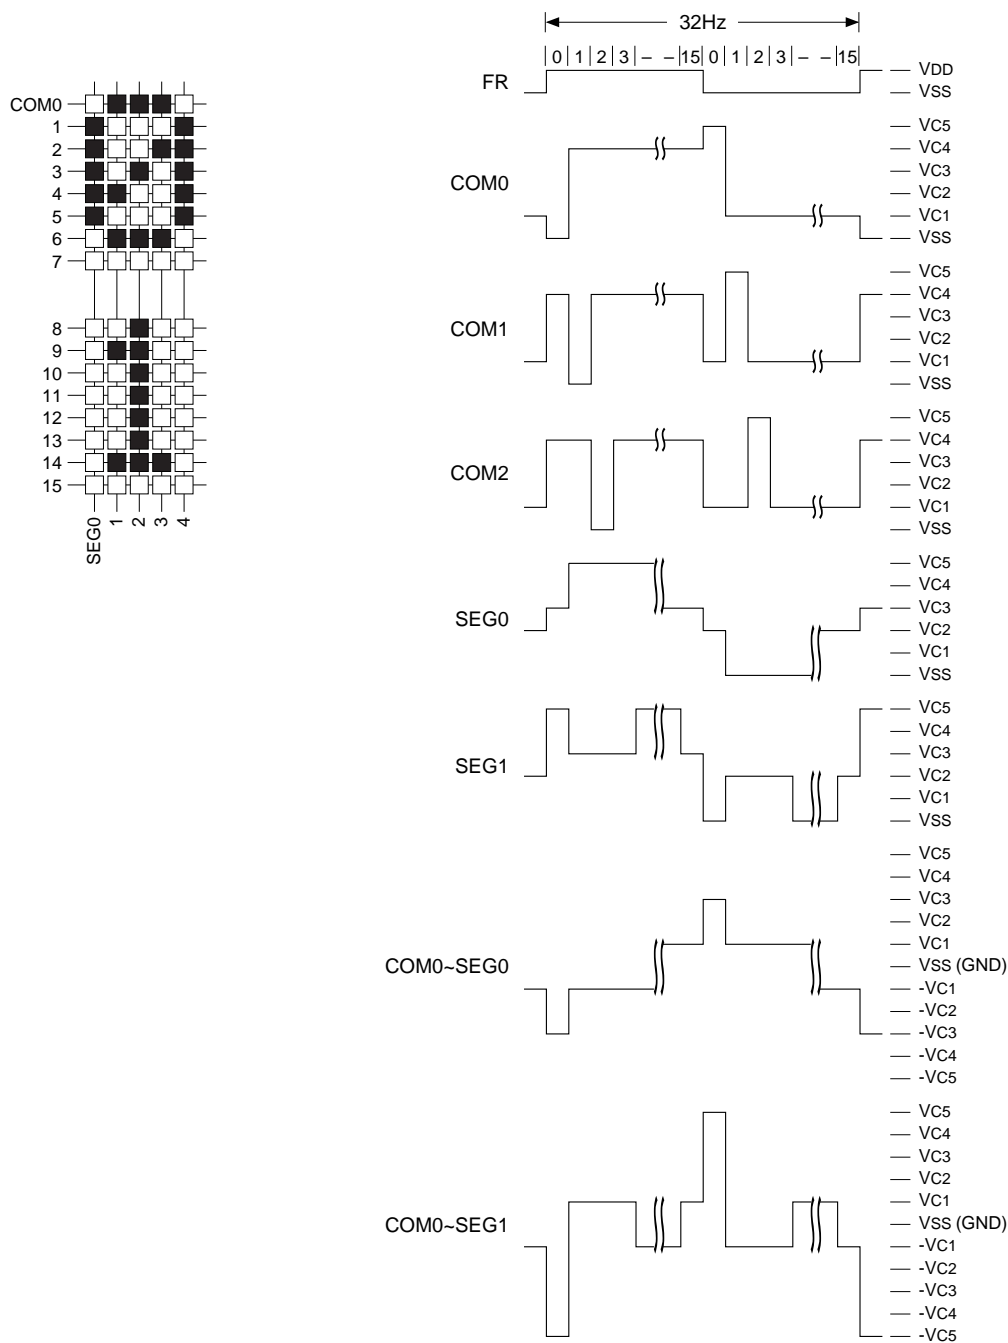 32Hz
0 1 2 3 – – 15 0 1 2 3 – – 15
FR
VDD
VSS
COM0
1
2
3
4
5
6
7
8
9
10
11
12
13
14
15
SEG0
1
2
3
4
COM0
VC5
VC4
VC3
VC2
VC1
VSS
COM1
VC5
VC4
VC3
VC2
VC1
VSS
COM2
VC5
VC4
VC3
VC2
VC1
VSS
SEG0
VC5
VC4
VC3
VC2
VC1
VSS
SEG1
VC5
VC4
VC3
VC2
VC1
VSS
COM0~SEG0
VC5
VC4
VC3
VC2
VC1
VSS (GND)
-VC1
-VC2
-VC3
-VC4
-VC5
COM0~SEG1
VC5
VC4
VC3
VC2
VC1
VSS (GND)
-VC1
-VC2
-VC3
-VC4
-VC5